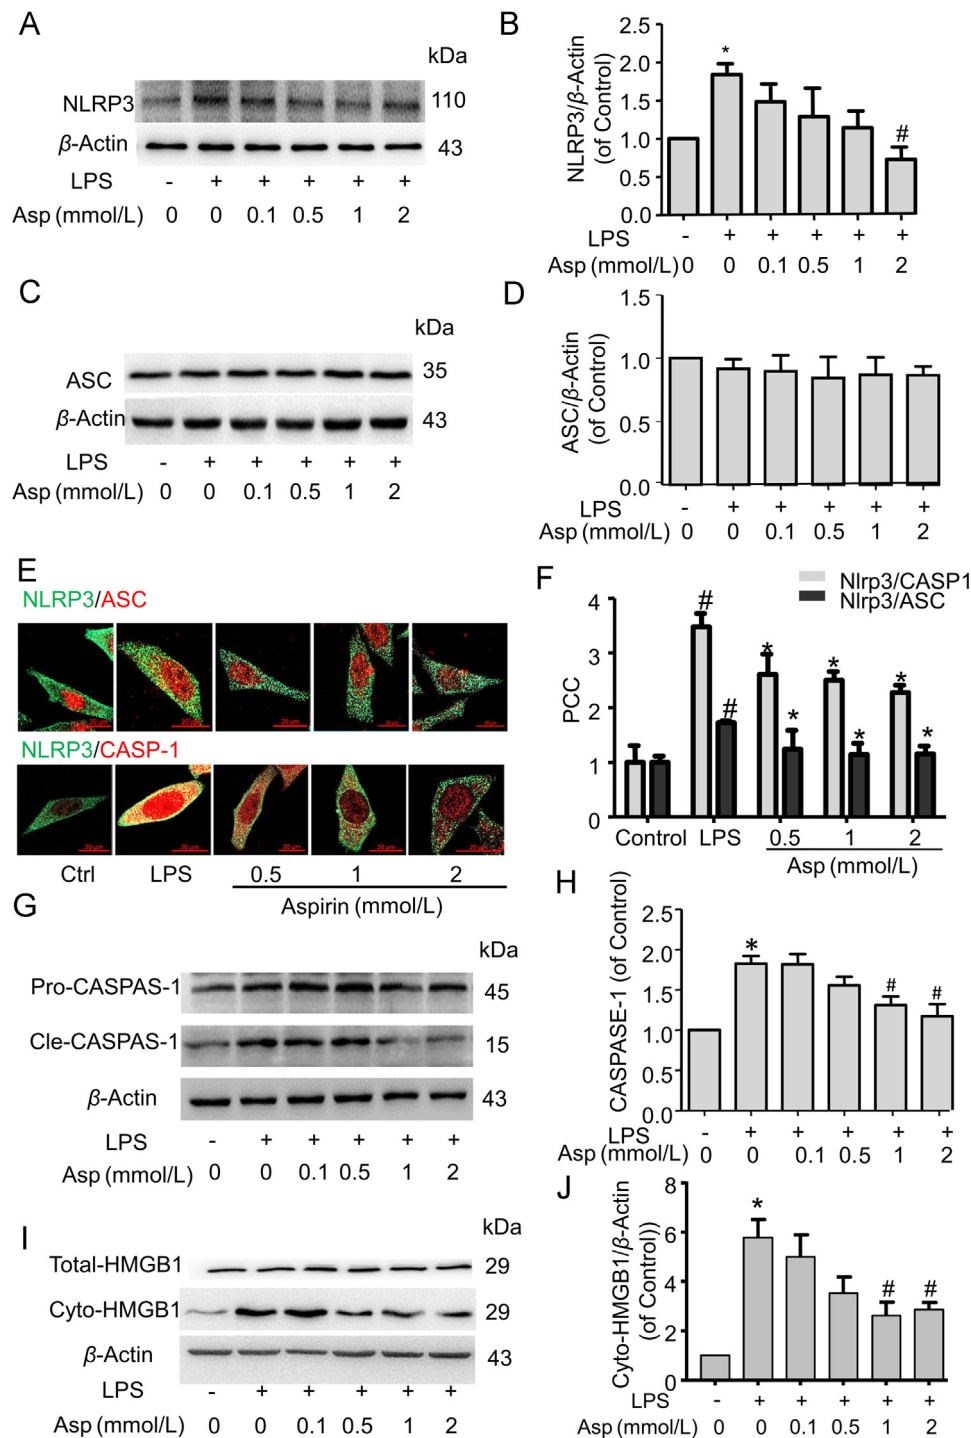 A
kDa
NLRP3
110
β-Actin
43
LPS - + + + + +
Asp (mmol/L) 0 0 0.1 0.5 1 2
B
NLRP3/β-Actin
(of Control)
2.5
2.0
1.5
1.0
0.5
0.0
*
#
LPS - + + + + +
Asp (mmol/L) 0 0 0.1 0.5 1 2
C
kDa
ASC
35
β-Actin
43
LPS - + + + + +
Asp (mmol/L) 0 0 0.1 0.5 1 2
D
ASC/β-Actin
(of Control)
1.5
1.0
0.5
0.0
LPS - + + + + +
Asp (mmol/L) 0 0 0.1 0.5 1 2
E
NLRP3/ASC
20 μm 20 μm 20 μm
NLRP3/CASP-1
Ctrl LPS 0.5 1 2
Aspirin (mmol/L)
F
Nlrp3/CASP1
Nlrp3/ASC
PCC
4
3
2
1
0
# # * * * * * *
Control LPS 0.5 1 2
Asp (mmol/L)
G
kDa
Pro-CASPAS-1
45
Cle-CASPAS-1
15
β-Actin
43
LPS - + + + + +
Asp (mmol/L) 0 0 0.1 0.5 1 2
H
CASPASE-1 (of Control)
2.5
2.0
1.5
1.0
0.5
0.0
* # #
LPS - + + + + +
Asp (mmol/L) 0 0 0.1 0.5 1 2
I
kDa
Total-HMGB1
29
Cyto-HMGB1
29
β-Actin
43
LPS - + + + + +
Asp (mmol/L) 0 0 0.1 0.5 1 2
J
Cyto-HMGB1/β-Actin
(of Control))
8
6
4
2
0
* # #
LPS - + + + + +
Asp (mmol/L) 0 0 0.1 0.5 1 2